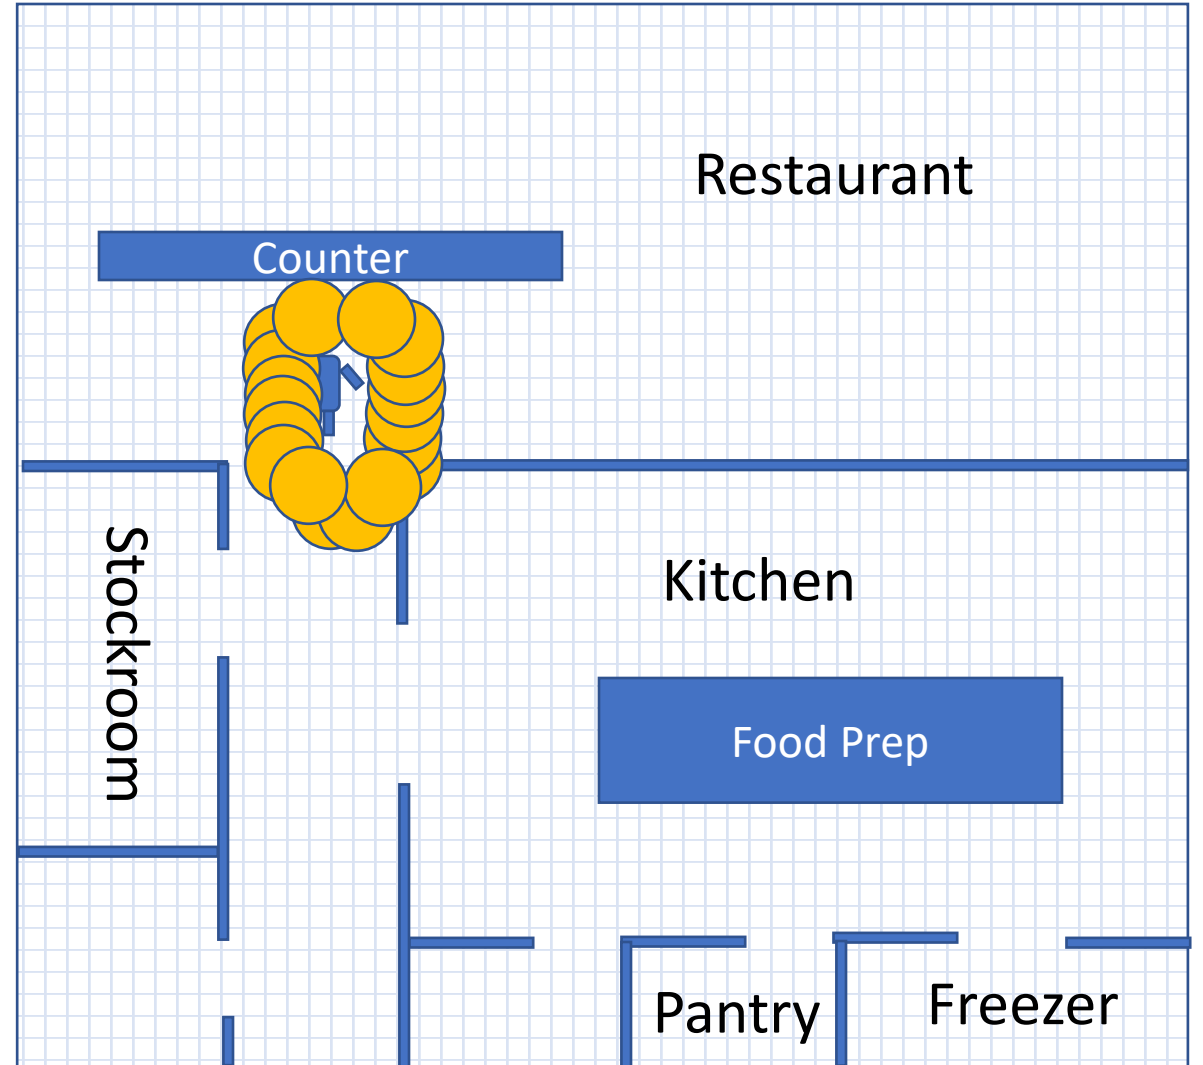 Restaurant
Counter
Stockroom
Kitchen
Food Prep
Pantry
Freezer